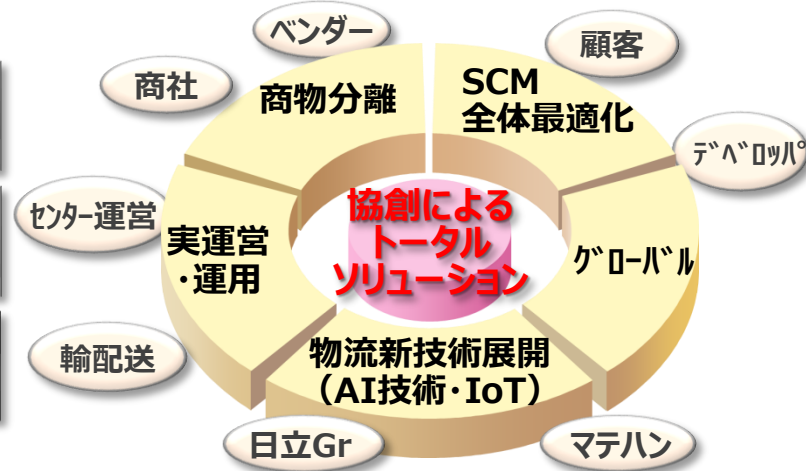 ベンダー
顧客
商社
商物分離
SCM
全体最適化
ﾃﾞﾍﾞﾛｯﾊﾟ
ｾﾝﾀｰ運営
実運営
・運用
協創による
トータル
ソリューション
ｸﾞﾛｰﾊﾞﾙ
輸配送
物流新技術展開
（AI技術・IoT）
日立Gr
マテハン